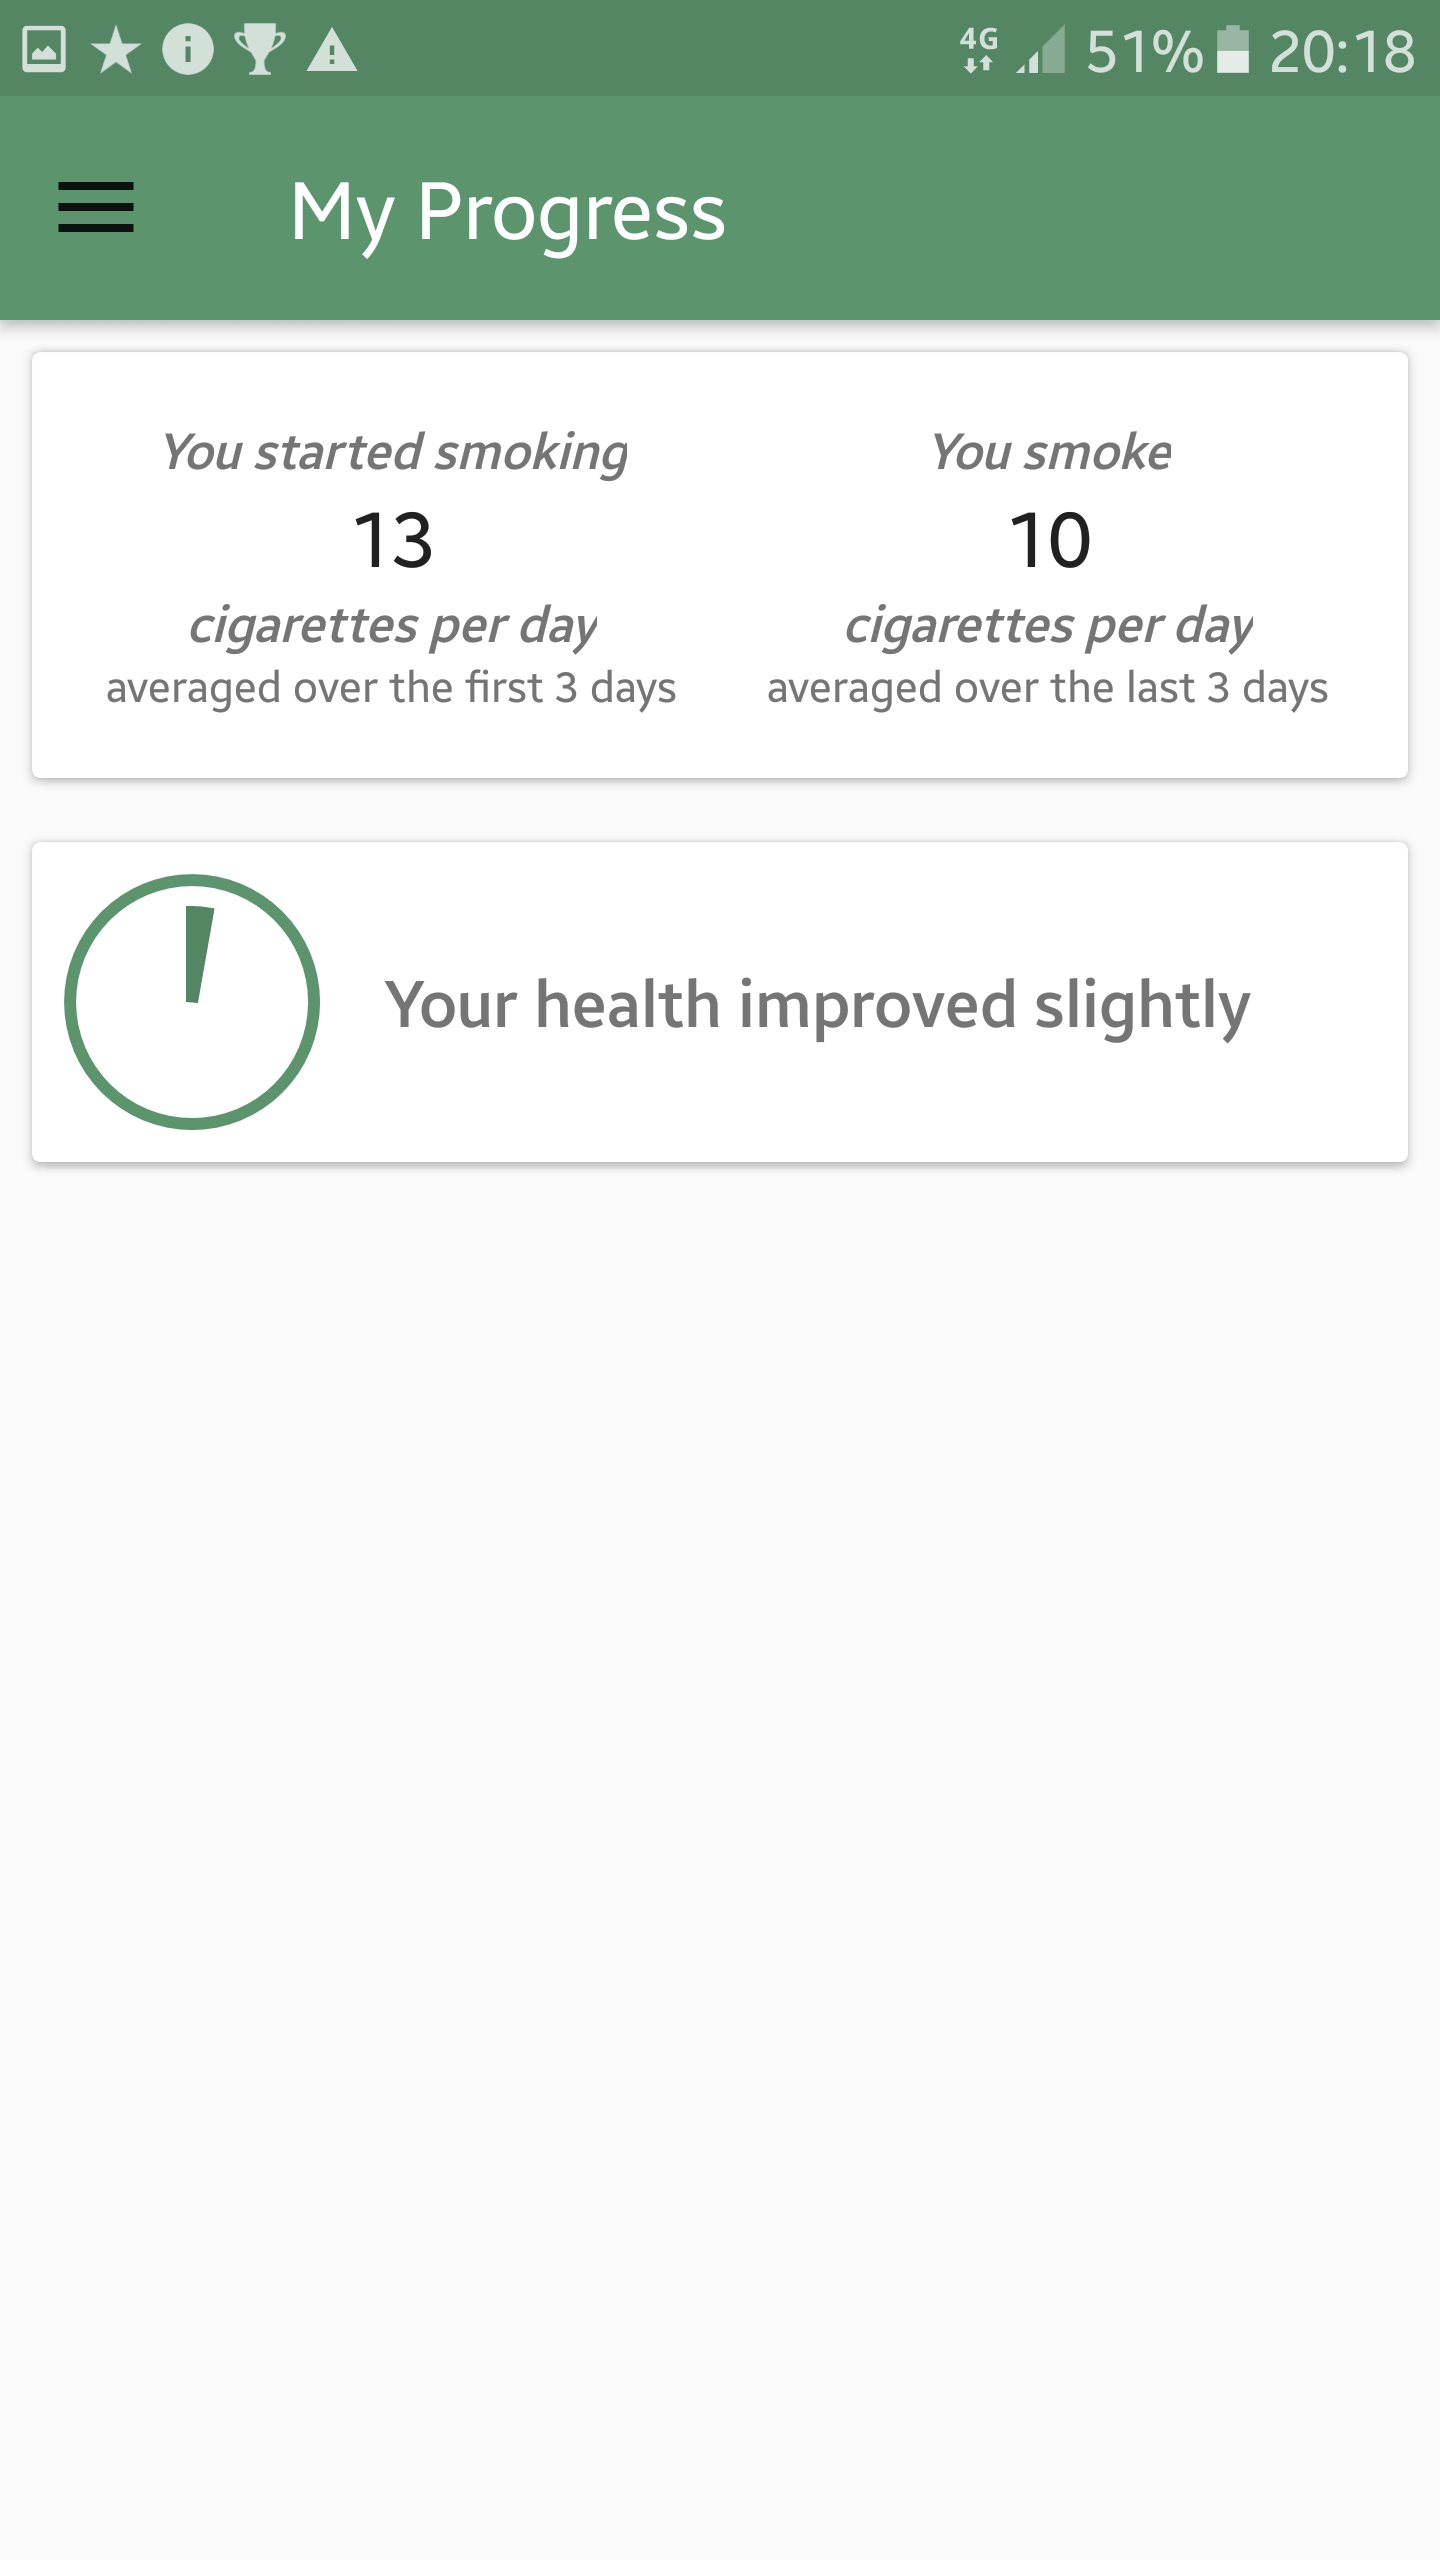 4G 51% 20:18
My Progress
You started smoking
13
cigarettes per day
averaged over the first 3 days
You smoke
10
cigarettes per day
averaged over the last 3 days
Your health improved slightly